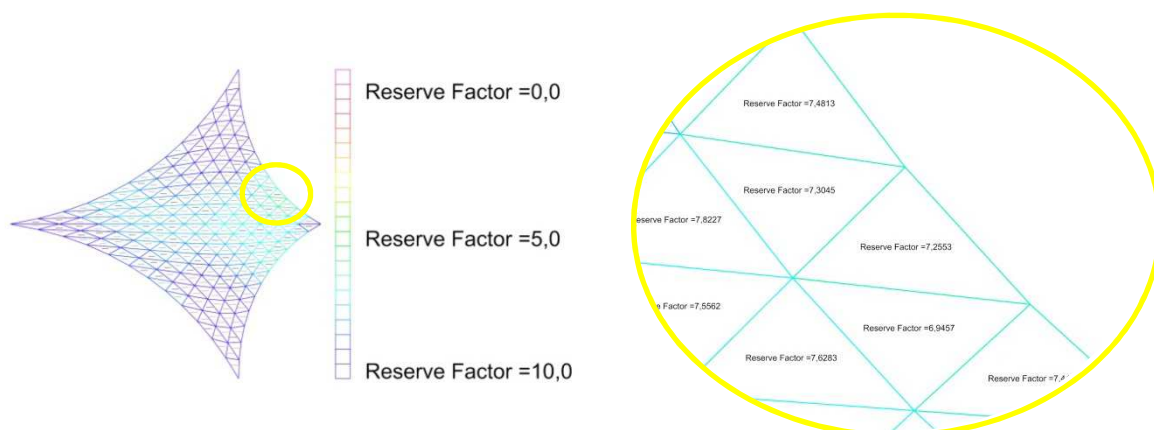 Reserve Factor =0,0
Reserve Factor =5,0
Reserve Factor =10,0
Reserve Factor =7,4813
Reserve Factor =7,3045
Reserve Factor =7,8227
Reserve Factor =7,2553
Factor =7,5562
Reserve Factor =6,9457
Reserve Factor =7,6283
Reserve Factor =7,4